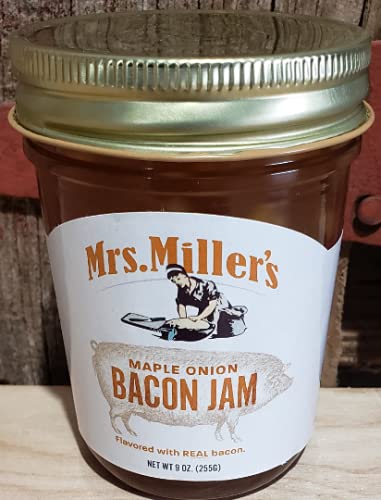 Mrs.Miller's
MAPLE ONION
BACON JAM
Flavored with REAL bacon.
NET WT 9 OZ. (255G)